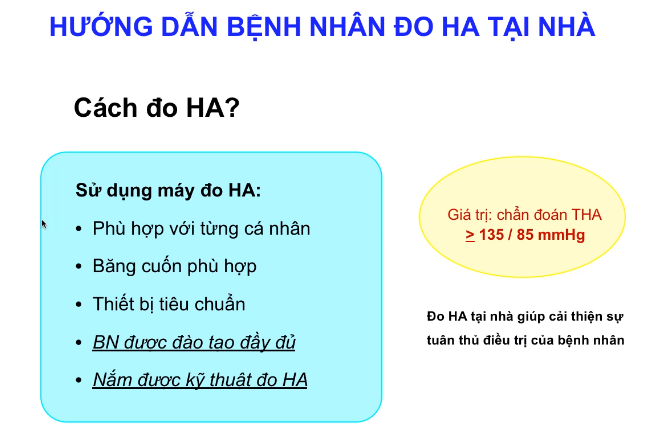 HƯỚNG DẪN BỆNH NHÂN ĐO HA TẠI NHÀ
Cách đo HA?
Sử dụng máy đo HA:
• Phù hợp với từng cá nhân
• Băng cuốn phù hợp
• Thiết bị tiêu chuẩn
• BN được đào tạo đầy đủ
• Nắm được kỹ thuật đo HA
Giá trị: chẩn đoán THA
≥ 135 / 85 mmHg
Đo HA tại nhà giúp cải thiện sự
tuân thủ điều trị của bệnh nhân